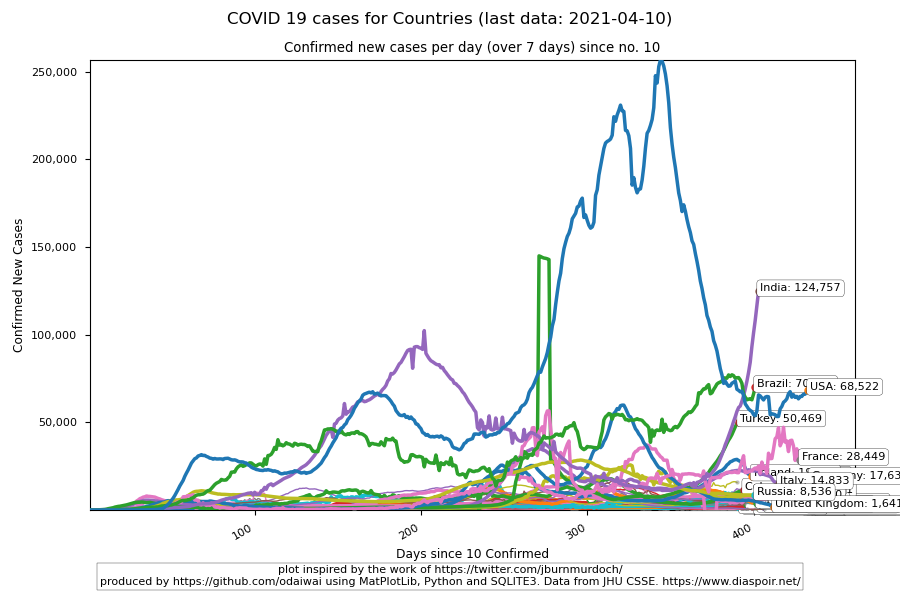 COVID 19 cases for Countries (last data: 2021-04-10)
Confirmed new cases per day (over 7 days) since no. 10
250,000
200,000
150,000
100,000
50,000
Confirmed New Cases
India: 124,757
Brazil: 70
USA: 68,522
Turkey: 50,469
France: 28,449
17,63
Italy: 14,833
Russia: 8,536
United Kingdom: 1,641
100
200
300
400
Days since 10 Confirmed
plot inspired by the work of https://twitter.com/jburnmurdoch/
produced by https://github.com/odaiwai using MatPlotLib, Python and SQLITE3. Data from JHU CSSE. https://www.diaspoir.net/